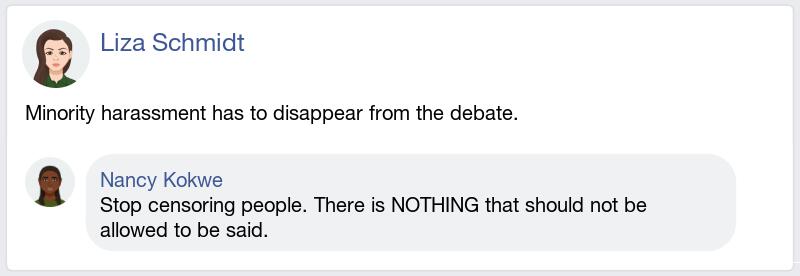 Liza Schmidt
Minority harassment has to disappear from the debate.
Nancy Kokwe
Stop censoring people. There is NOTHING that should not be
allowed to be said.